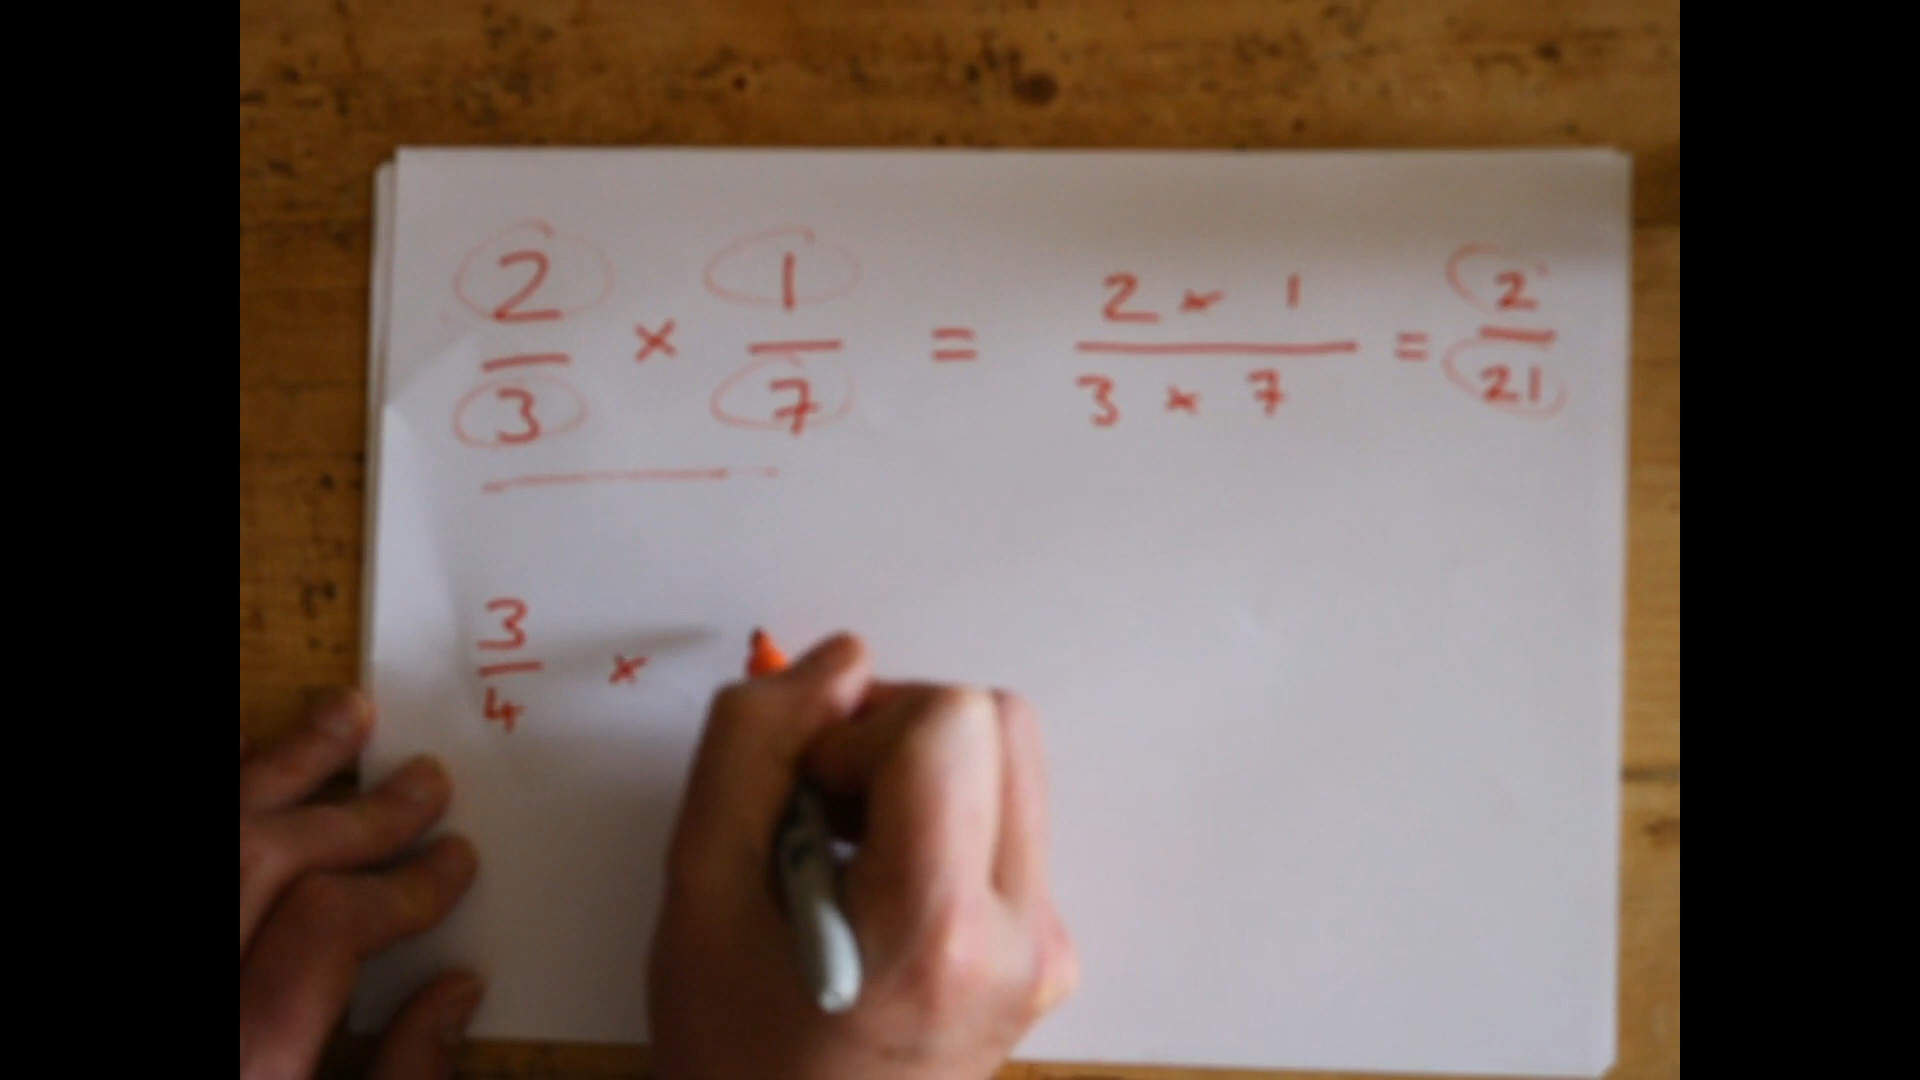 2/3 × 1/7 = 2 × 1/3 × 7 = 2/21
3/4 ×